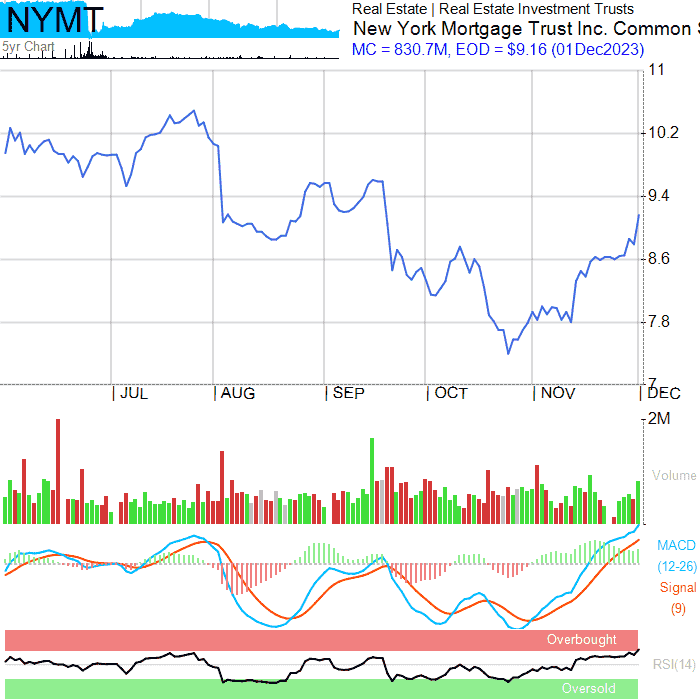 NYMT
5yr Chart
Real Estate | Real Estate Investment Trusts
New York Mortgage Trust Inc. Common S
MC = 830.7M, EOD = $9.16 (01Dec2023)
11
10.2
9.4
8.6
7.8
7
JUL AUG SEP OCT NOV DEC
2M
Volume
MACD
(12-26)
Signal
(9)
Overbought
RSI(14)
Oversold